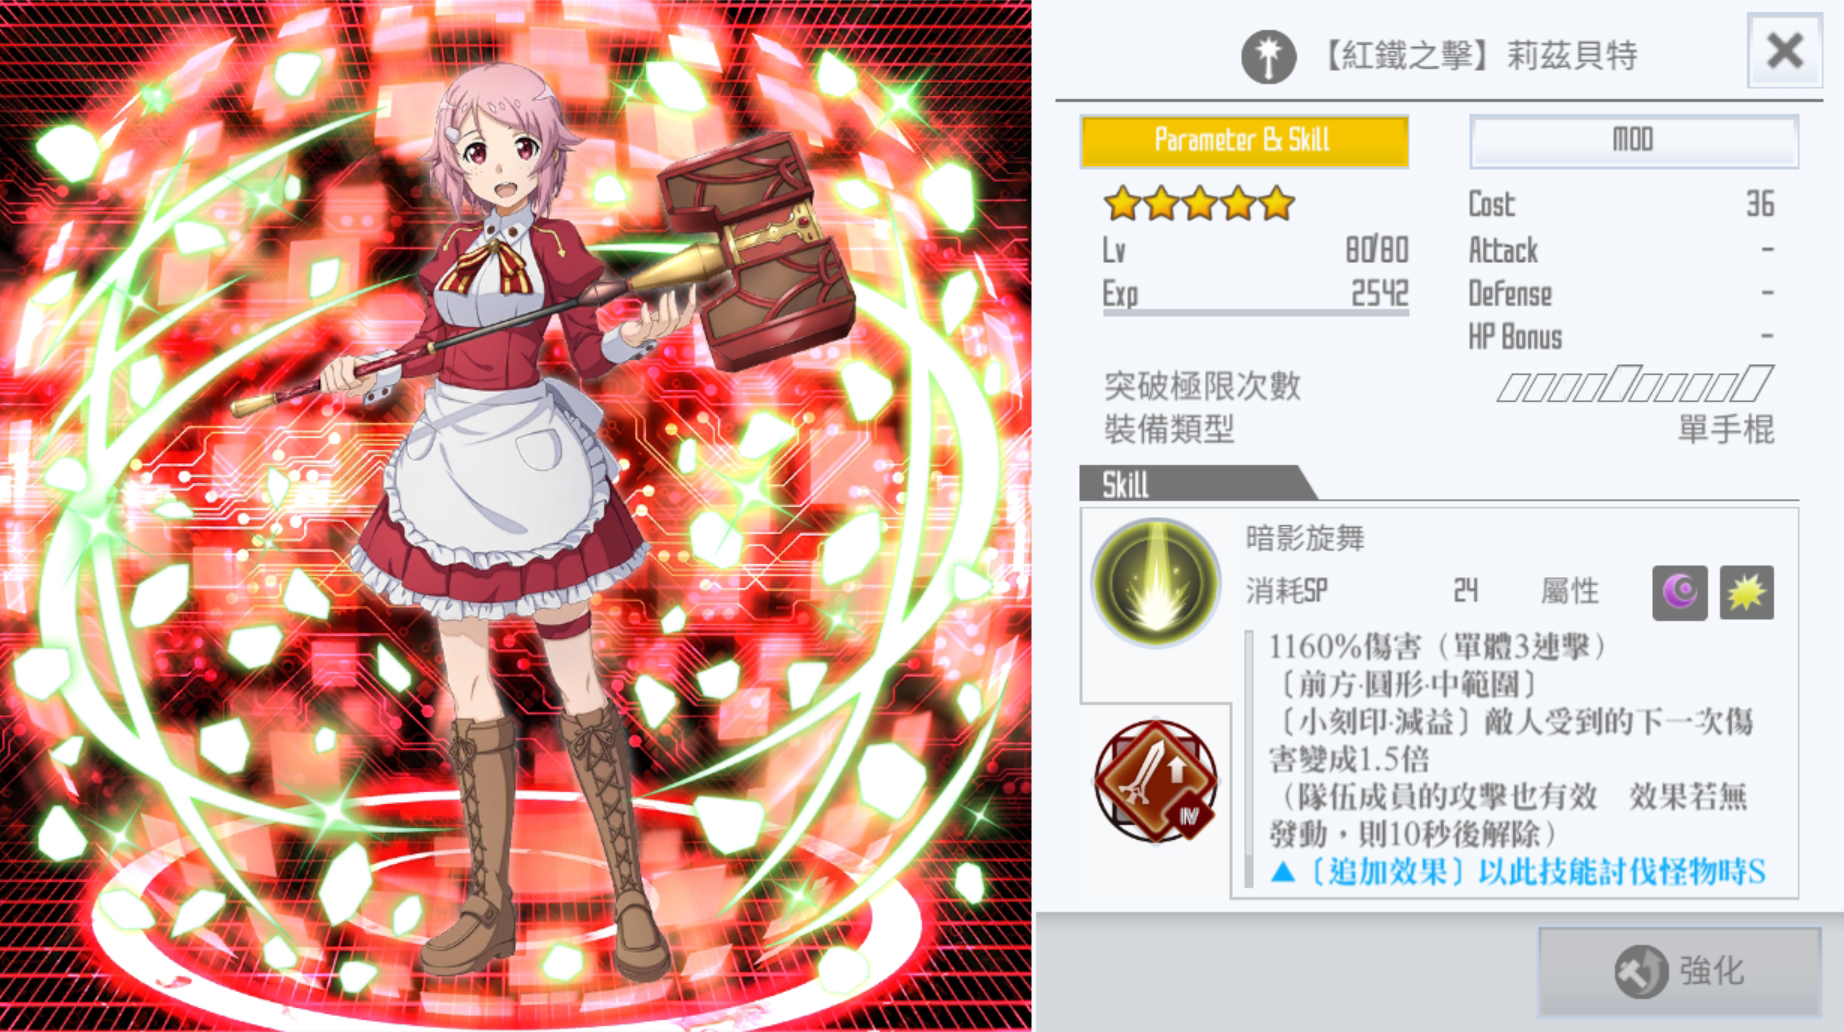 【紅鐵之擊】莉茲貝特
Parameter & Skill
MOD
Lv 80/80
Exp 2542
Cost 36
Attack -
Defense -
HP Bonus -
突破極限次數
裝備類型 單手棍
Skill
暗影旋舞
消耗SP 24 屬性
1160%傷害（單體3連擊）
〔前方·圓形·中範圍〕
〔小刻印·減益〕敵人受到的下一次傷
害變成1.5倍
（隊伍成員的攻擊也有效　效果若無
發動，則10秒後解除）
▲〔追加效果〕以此技能討伐怪物時S
IV
強化